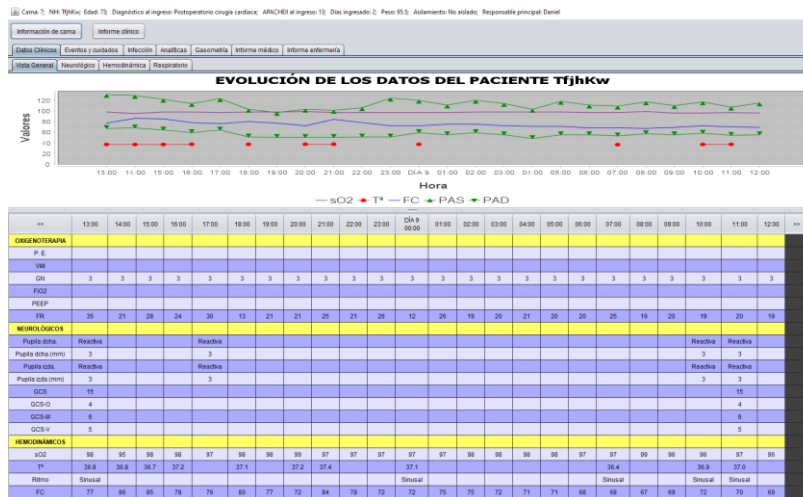 Cama: 7; NH: TfjhKw; Edad: 73; Diagnóstico al ingreso: Postoperatorio cirugía cardiaca; APACHEII al ingreso: 13; Días ingresado: 2; Peso: 95.5; Aislamiento: No aislado; Responsable principal: Daniel
Información de cama Informe clínico
Datos Clínicos Eventos y cuidados Infección Analíticas Gasometría Informe médico Informe enfermería
Vista General Neurológico Hemodinámica Respiratorio
EVOLUCIÓN DE LOS DATOS DEL PACIENTE TfjhKw
Valores
120
100
80
60
40
20
0
13:00 14:00 15:00 16:00 17:00 18:00 19:00 20:00 21:00 22:00 23:00 DÍA 9 01:00 02:00 03:00 04:00 05:00 06:00 07:00 08:00 09:00 10:00 11:00 12:00
Hora
sO2 Tª FC PAS PAD
<< 13:00 14:00 15:00 16:00 17:00 18:00 19:00 20:00 21:00 22:00 23:00 DÍA 9 00:00 01:00 02:00 03:00 04:00 05:00 06:00 07:00 08:00 09:00 10:00 11:00 12:00 >>
OXIGENOTERAPIA
P. E.
VMI
GN 3 3 3 3 3 3 3 3 3 3 3 3 3 3 3 3 3 3 3 3 3 3 3 3
FiO2
PEEP
FR 35 21 28 24 30 13 21 21 25 21 26 12 26 19 20 21 20 20 25 19 20 19 20 19
NEUROLÓGICOS
Pupila dcha. Reactiva Reactiva Reactiva Reactiva
Pupila dcha.(mm) 3 3 3 3
Pupila izda. Reactiva Reactiva Reactiva Reactiva
Pupila izda.(mm) 3 3 3 3
GCS 15 15
GCS-O 4 4
GCS-M 6 6
GCS-V 5 5
HEMODINÁMICOS
sO2 98 95 98 98 97 98 98 99 97 97 97 97 97 98 98 98 98 97 97 99 96 96 97 96
Tª 36.8 36.8 36.7 37.2 37.1 37.2 37.4 37.1 36.4 36.9 37.0
Ritmo Sinusal Sinusal Sinusal Sinusal Sinusal
FC 77 86 85 78 76 80 77 72 84 78 72 72 75 75 72 71 71 68 68 67 69 72 70 69